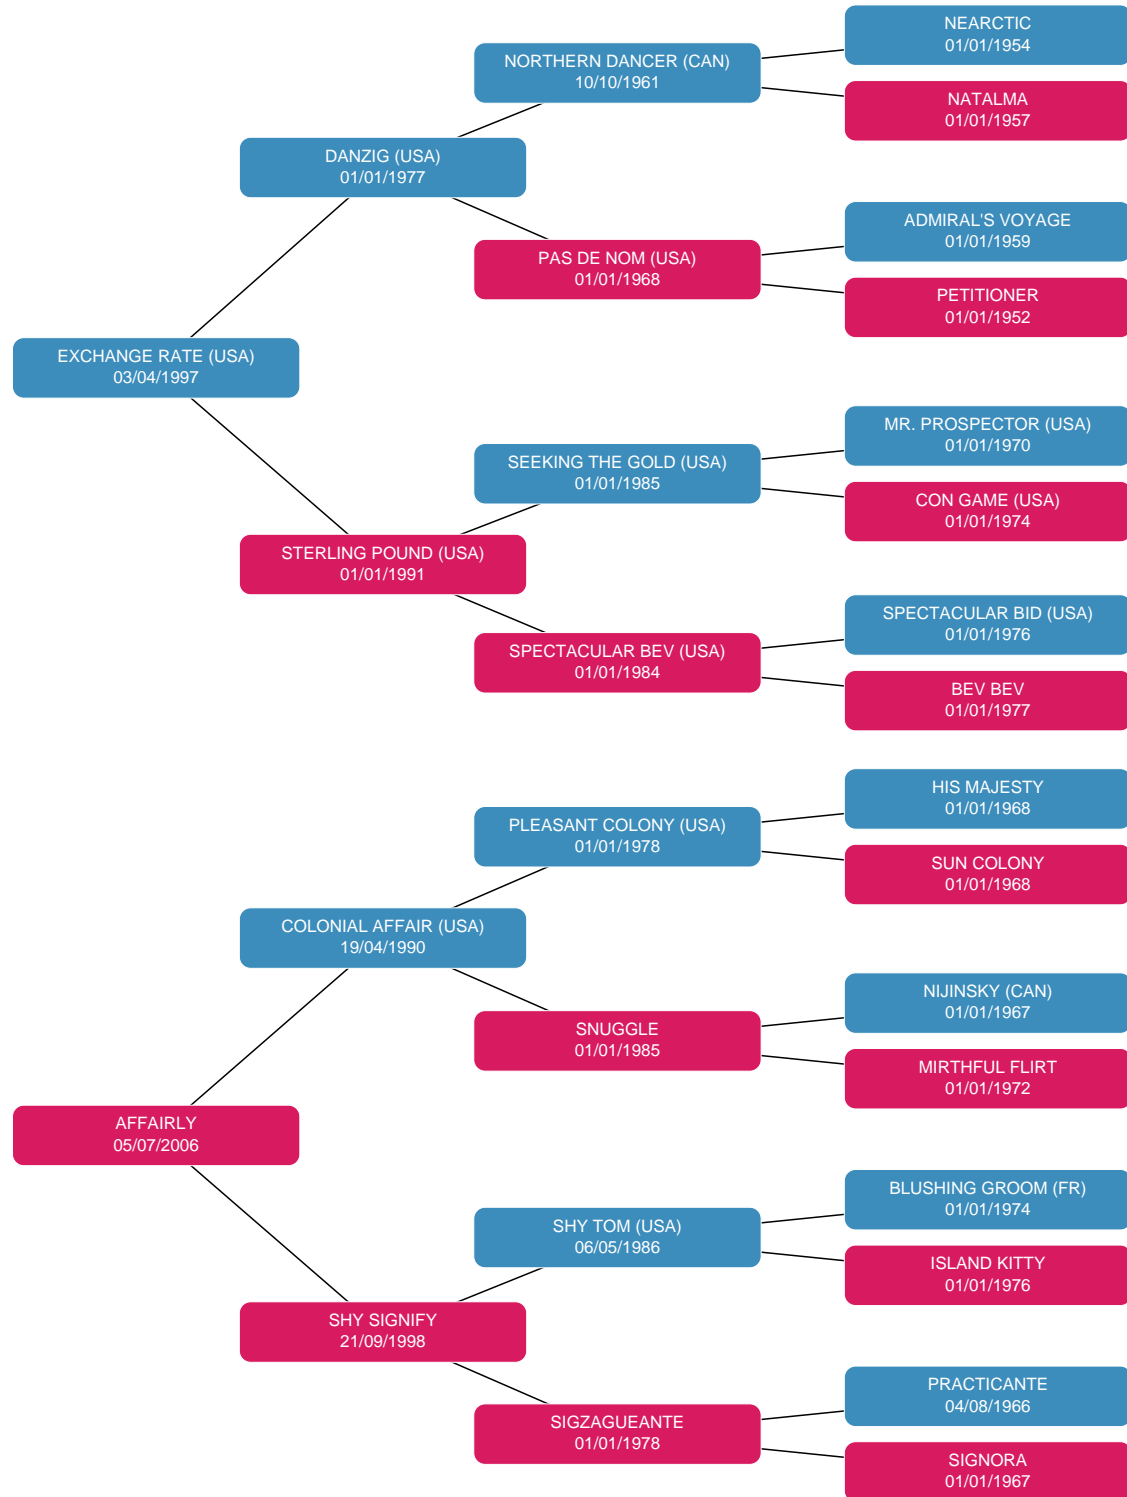 NEARCTIC
01/01/1954
NORTHERN DANCER (CAN)
10/10/1961
NATALMA
01/01/1957
DANZIG (USA)
01/01/1977
ADMIRAL'S VOYAGE
01/01/1959
PAS DE NOM (USA)
01/01/1968
PETITIONER
01/01/1952
EXCHANGE RATE (USA)
03/04/1997
MR. PROSPECTOR (USA)
01/01/1970
SEEKING THE GOLD (USA)
01/01/1985
CON GAME (USA)
01/01/1974
STERLING POUND (USA)
01/01/1991
SPECTACULAR BID (USA)
01/01/1976
SPECTACULAR BEV (USA)
01/01/1984
BEV BEV
01/01/1977
HIS MAJESTY
01/01/1968
PLEASANT COLONY (USA)
01/01/1978
SUN COLONY
01/01/1968
COLONIAL AFFAIR (USA)
19/04/1990
NIJINSKY (CAN)
01/01/1967
SNUGGLE
01/01/1985
MIRTHFUL FLIRT
01/01/1972
AFFAIRLY
05/07/2006
BLUSHING GROOM (FR)
01/01/1974
SHY TOM (USA)
06/05/1986
ISLAND KITTY
01/01/1976
SHY SIGNIFY
21/09/1998
PRACTICANTE
04/08/1966
SIGZAGUEANTE
01/01/1978
SIGNORA
01/01/1967